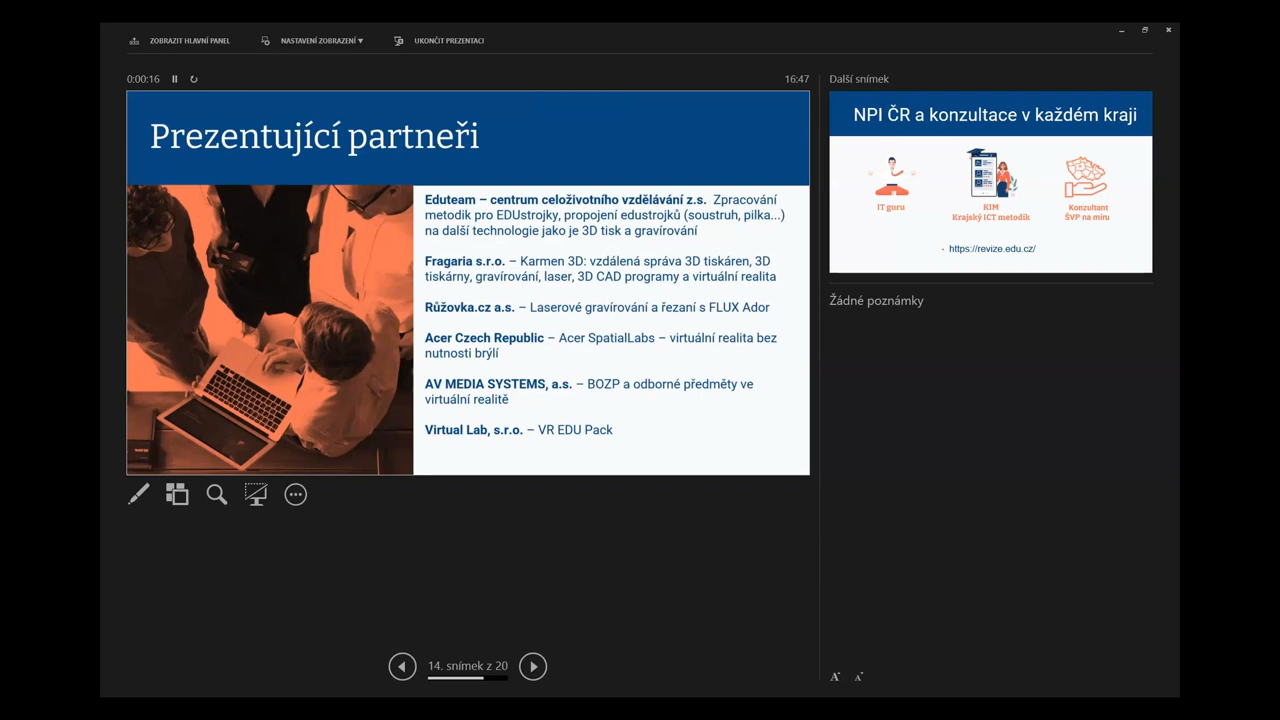 ZOBRAZIT HLAVNÍ PANEL
NASTAVENÍ ZOBRAZENÍ ▼
UKONČIT PREZENTACI
0:00:16
16:47
Prezentující partneři
Eduteam – centrum celoživotního vzdělávání z.s. Zpracování
metodik pro EDUstrojky, propojení edustrojků (soustruh, pilka...)
na další technologie jako je 3D tisk a gravírování
Fragaria s.r.o. – Karmen 3D: vzdálená správa 3D tiskáren, 3D
tiskárny, gravírování, laser, 3D CAD programy a virtuální realita
Růžovka.cz a.s. – Laserové gravírování a řezaní s FLUX Ador
Acer Czech Republic – Acer SpatialLabs – virtuální realita bez
nutnosti brýlí
AV MEDIA SYSTEMS, a.s. – BOZP a odborné předměty ve
virtuální realitě
Virtual Lab, s.r.o. – VR EDU Pack
14. snímek z 20
Další snímek
NPI ČR a konzultace v každém kraji
IT guru
KIM
Krajský ICT metodik
Konzultant
ŠVP na míru
- https://revize.edu.cz/
Žádné poznámky
A A